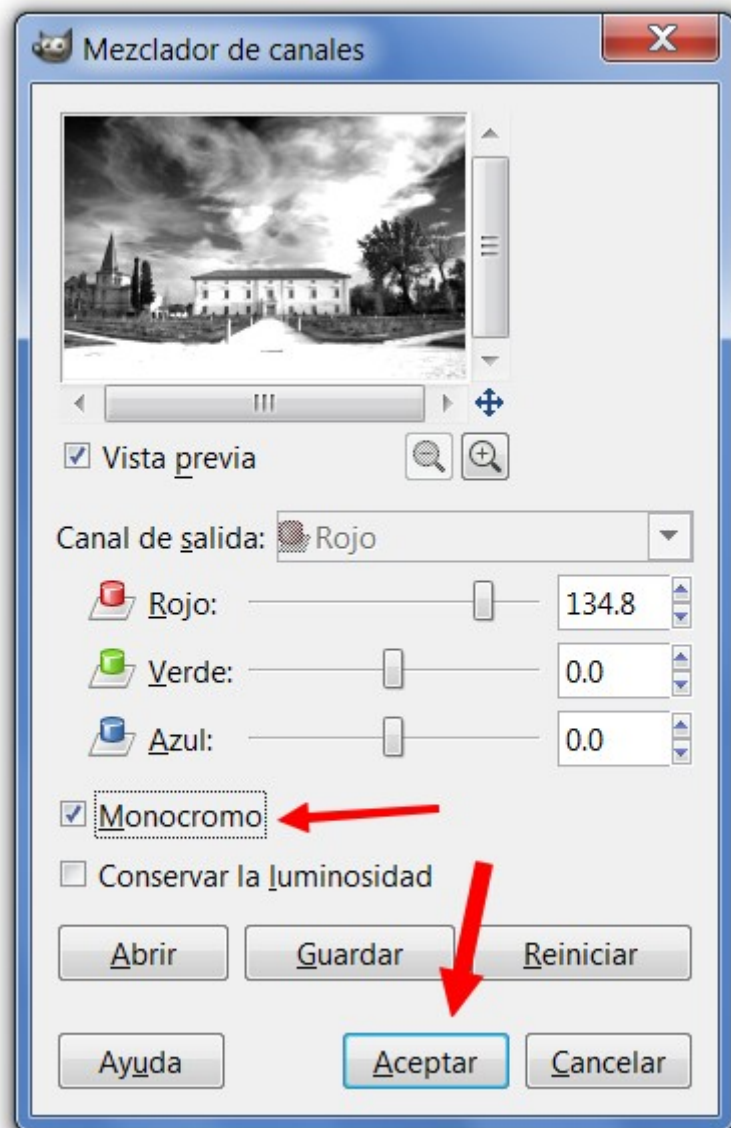 Mezclador de canales
Vista previa
Canal de salida: Rojo
Rojo: 134.8
Verde: 0.0
Azul: 0.0
Monocromo
Conservar la luminosidad
Abrir Guardar Reiniciar
Ayuda Aceptar Cancelar